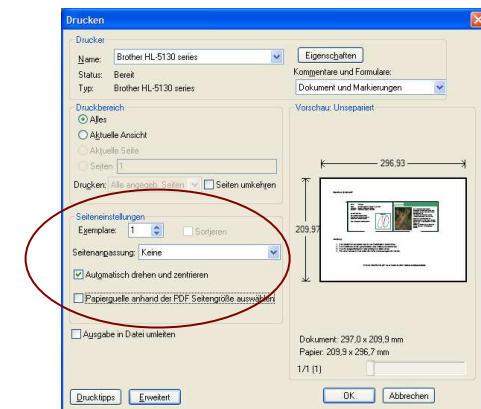 Drucken
Drucker
Name: Brother HL-5130 series
Eigenschaften
Status: Bereit
Kommentare und Formulare:
Typ: Brother HL-5130 series
Dokument und Markierungen
Druckbereich
Alles
Aktuelle Ansicht
Aktuelle Seite
Seiten 1
Drucken: Alle angegeb. Seiten
Seiten umkehren
Vorschau: Unsepariert
296,93
209,97
Seiteneinstellungen
Exemplare: 1
Sortieren
Seitenanpassung: Keine
Automatisch drehen und zentrieren
Papierquelle anhand der PDF Seitengröße auswählen
Ausgabe in Datei umleiten
Dokument: 297,0 x 209,9 mm
Papier: 209,9 x 296,7 mm
1/1 (1)
Drucktipps
Erweitert
OK
Abbrechen